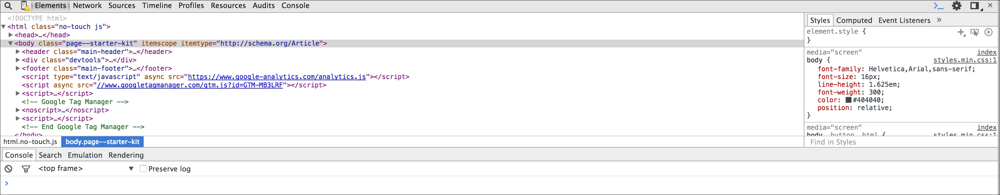 Elements Network Sources Timeline Profiles Resources Audits Console
<!DOCTYPE html>
<html class="no-touch js">
<head>…</head>
<body class="page--starter-kit" itemscope itemtype="http://schema.org/Article">
<header class="main-header">…</header>
<div class="devtools">…</div>
<footer class="main-footer">…</footer>
<script type="text/javascript" async src="https://www.google-analytics.com/analytics.js"></script>
<script async src="//www.googletagmanager.com/gtm.js?id=GTM-MB3LRF"></script>
<script>…</script>
<!-- Google Tag Manager -->
<noscript>…</noscript>
<script>…</script>
<!-- End Google Tag Manager -->
</body>
html.no-touch.js body.page--starter-kit
Styles Computed Event Listeners »
element.style {
}
media="screen" index
body { styles.min.css:1
font-family: Helvetica,Arial,sans-serif;
font-size: 16px;
line-height: 1.625em;
font-weight: 300;
color: #404040;
position: relative;
}
media="screen" index
body, button, html { styles.min.css:1
Find in Styles
Console Search Emulation Rendering
<top frame> ▼ Preserve log
>